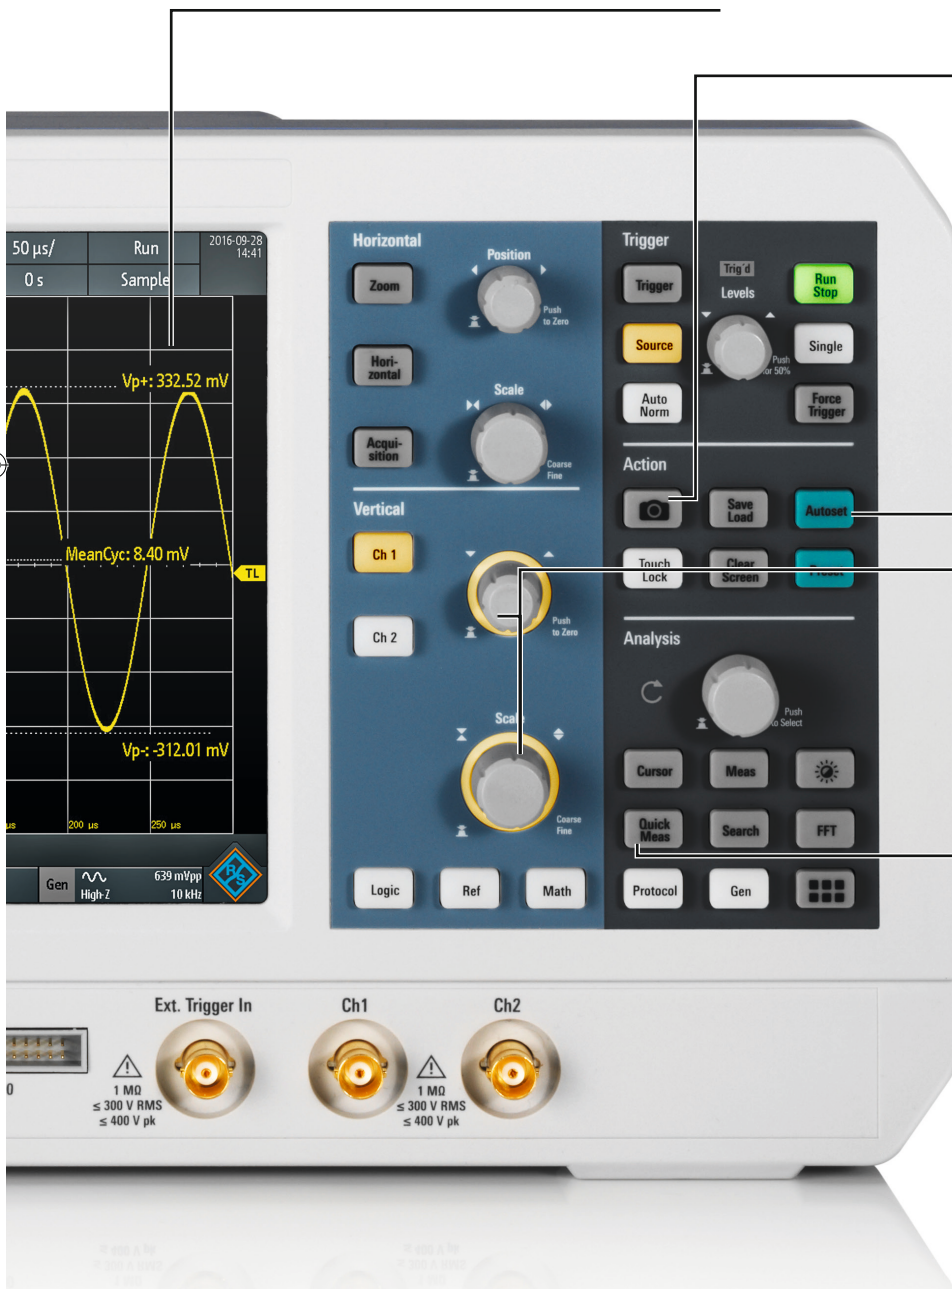 50 µs/
Run
2016-09-28
14:41
0 s
Sample
Vp+: 332.52 mV
MeanCyc: 8.40 mV
TL
Vp-: -312.01 mV
µs
200 µs
250 µs
Gen
High-Z
639 mVpp
10 kHz
R
S
Horizontal
Zoom
Position
Push
to Zero
Hori-
zontal
Scale
Acqui-
sition
Coarse
Fine
Vertical
Ch 1
Push
to Zero
Ch 2
Scale
Coarse
Fine
Logic
Ref
Math
Trigger
Trigger
Trig'd
Levels
Run
Stop
Source
Push
for 50%
Single
Auto
Norm
Force
Trigger
Action
Save
Load
Autoset
Touch
Lock
Clear
Screen
Preset
Analysis
Push
to Select
Cursor
Meas
Quick
Meas
Search
FFT
Protocol
Gen
Ext. Trigger In
Ch1
Ch2
0
1 MΩ
≤ 300 V RMS
≤ 400 V pk
1 MΩ
≤ 300 V RMS
≤ 400 V pk